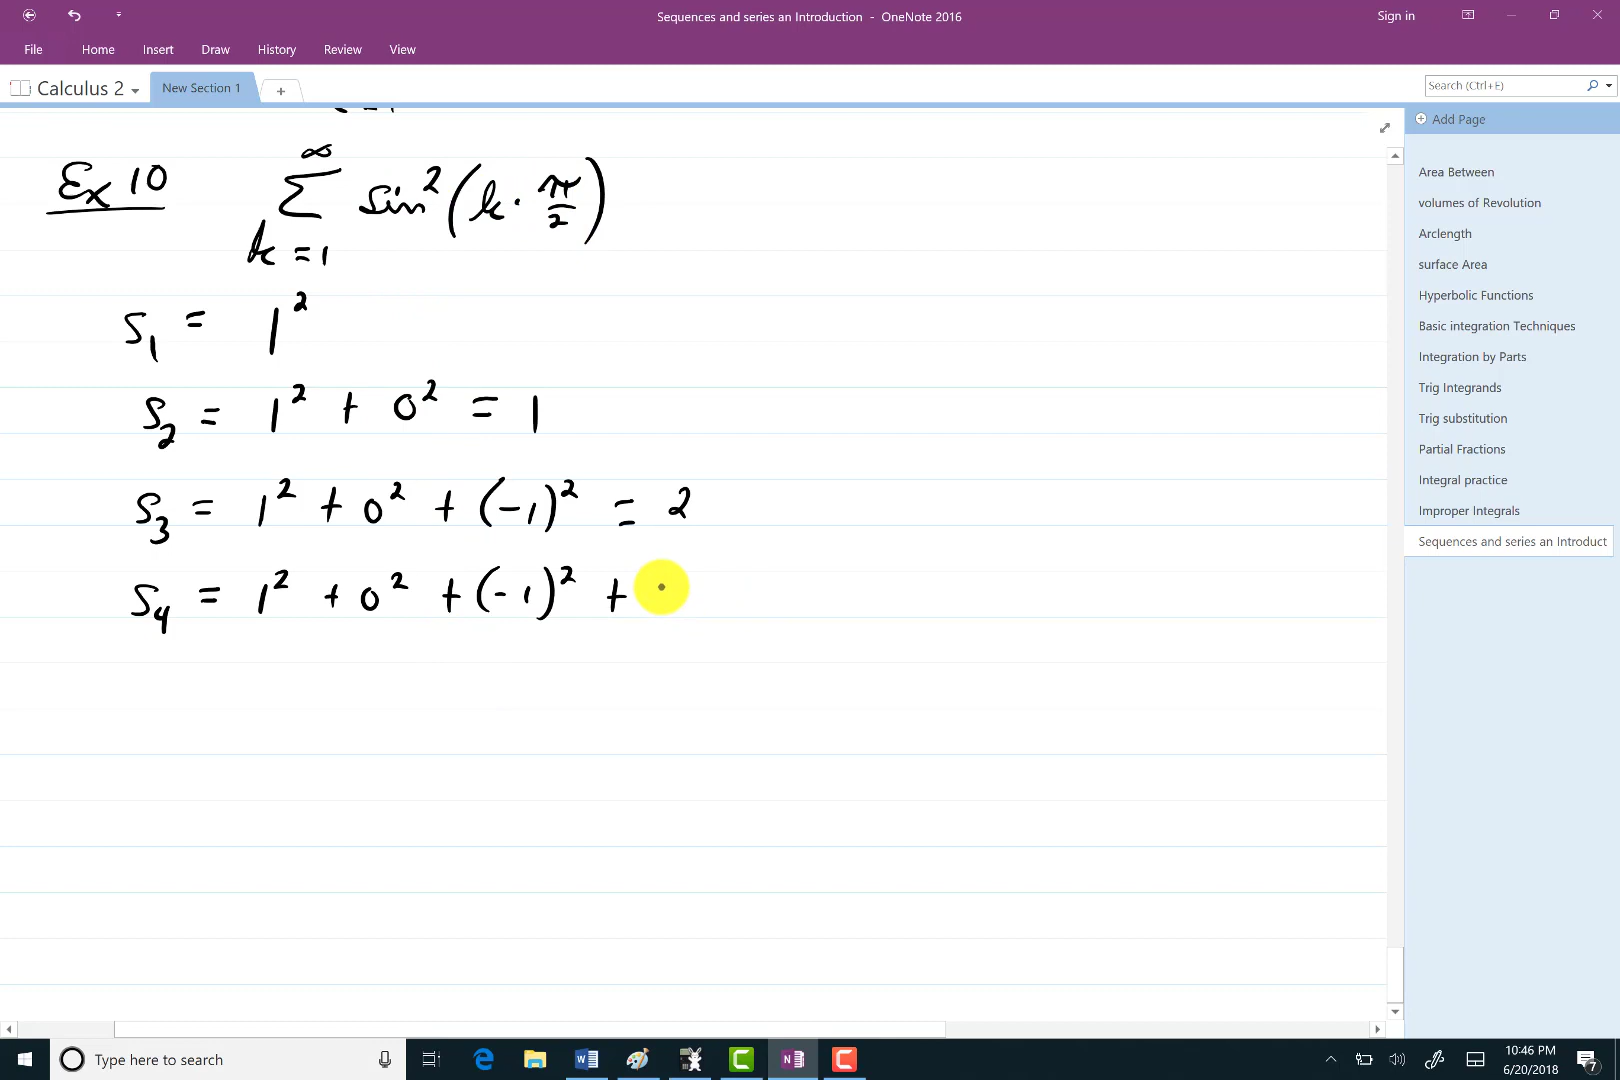 Sequences and series an Introduction - OneNote 2016
Sign in
File Home Insert Draw History Review View
Calculus 2
New Section 1
+
Search (Ctrl+E)
Add Page
Area Between
volumes of Revolution
Arclength
surface Area
Hyperbolic Functions
Basic integration Techniques
Integration by Parts
Trig Integrands
Trig substitution
Partial Fractions
Integral practice
Improper Integrals
Sequences and series an Introduct
∞
Ex 10 Σ sin² (k · π/2)
k = 1
S₁ = 1²
S₂ = 1² + 0² = 1
S₃ = 1² + 0² + (-1)² = 2
S₄ = 1² + 0² + (-1)² +
Type here to search
10:46 PM
6/20/2018
7